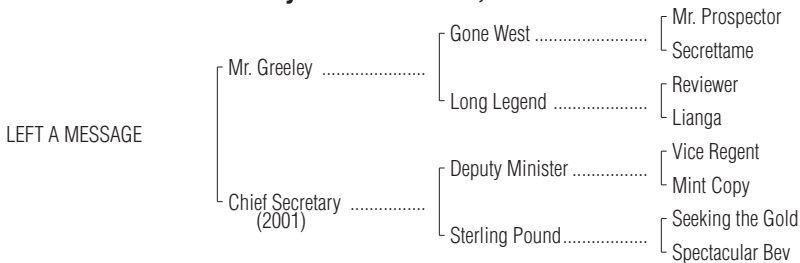 Mr. Prospector
Gone West ........................
Secrettame
Mr. Greeley ......................
Reviewer
Long Legend ....................
Lianga
LEFT A MESSAGE
Vice Regent
Deputy Minister ................
Mint Copy
Chief Secretary ................
(2001)
Seeking the Gold
Sterling Pound..................
Spectacular Bev